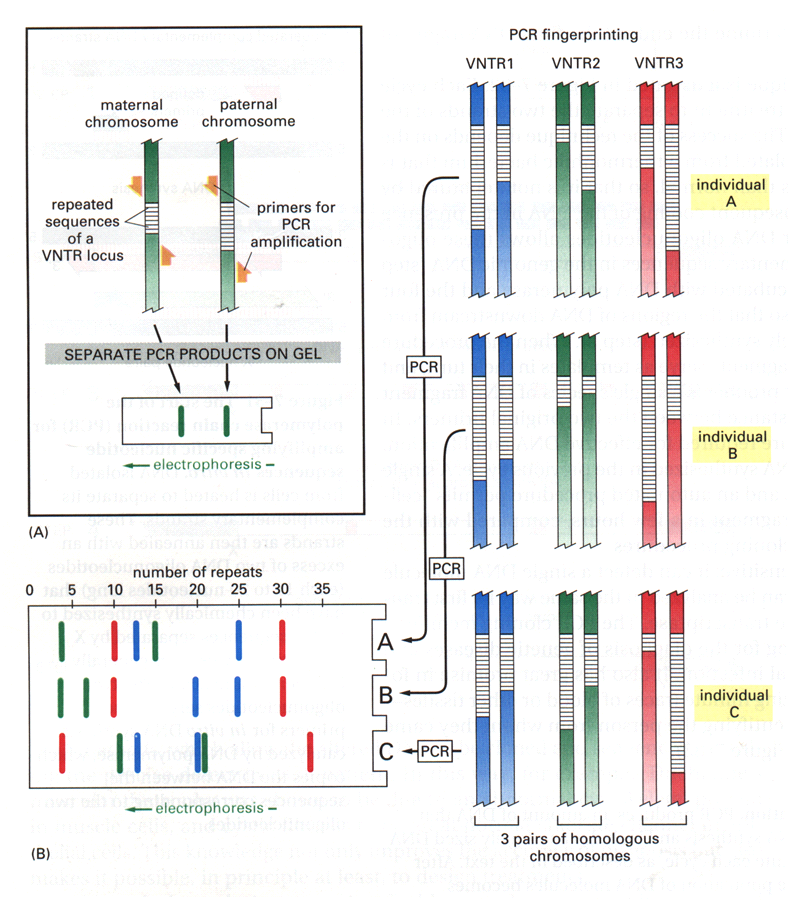 PCR fingerprinting
VNTR1 VNTR2 VNTR3
maternal
chromosome
paternal
chromosome
repeated
sequences
of a
VNTR locus
primers for
PCR
amplification
SEPARATE PCR PRODUCTS ON GEL
electrophoresis
(A)
individual
A
PCR
individual
B
PCR
individual
C
PCR
number of repeats
0 5 10 15 20 25 30 35
A
B
C
electrophoresis
(B)
3 pairs of homologous
chromosomes